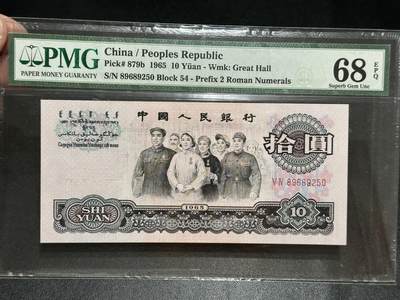 PMG
PAPER MONEY GUARANTY
China / Peoples Republic
Pick# 879b 1965 10 Yüan - Wmk: Great Hall
S/N 89689250 Block 54 - Prefix 2 Roman Numerals
68 EPQ
Superb Gem Unc
中國人民銀行
拾圓
VIV 89689250
1965
SHI
YUAN
10